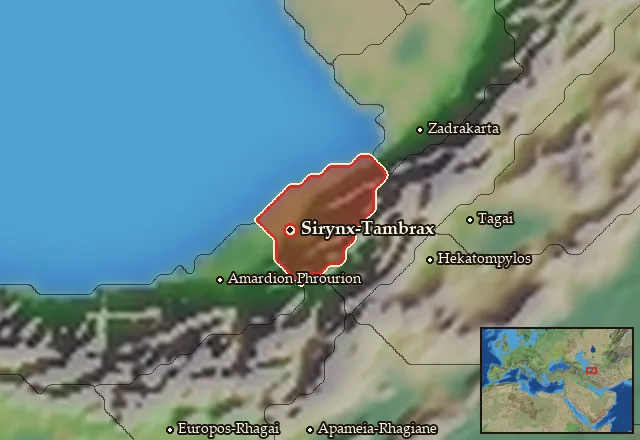 Zadrakarta
Tagai
Sirynx-Tambrax
Hekatompylos
Amardion Phrourion
Europos-Rhagai
Apameia-Rhagiane